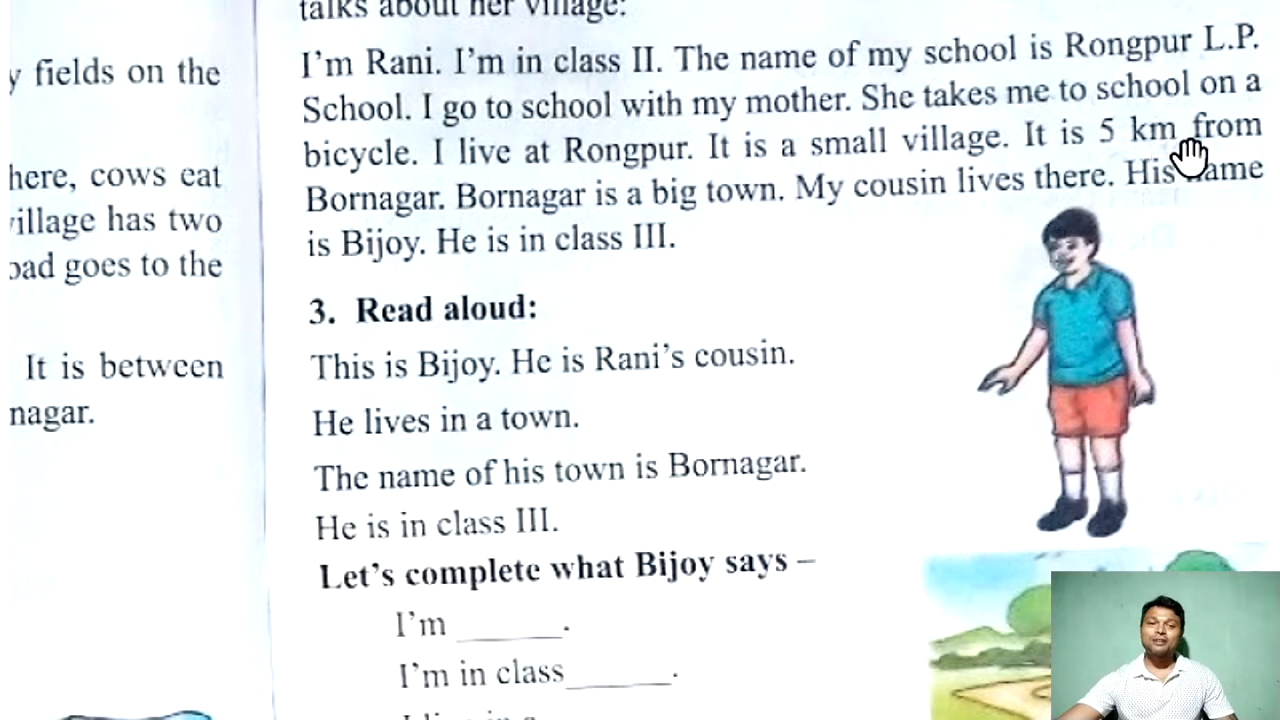 talks about her village:
I'm Rani. I'm in class II. The name of my school is Rongpur L.P.
School. I go to school with my mother. She takes me to school on a
bicycle. I live at Rongpur. It is a small village. It is 5 km from
Bornagar. Bornagar is a big town. My cousin lives there. His name
is Bijoy. He is in class III.
3. Read aloud:
This is Bijoy. He is Rani's cousin.
He lives in a town.
The name of his town is Bornagar.
He is in class III.
Let's complete what Bijoy says –
I'm ______.
I'm in class______.
y fields on the
here, cows eat
village has two
oad goes to the
It is between
nagar.